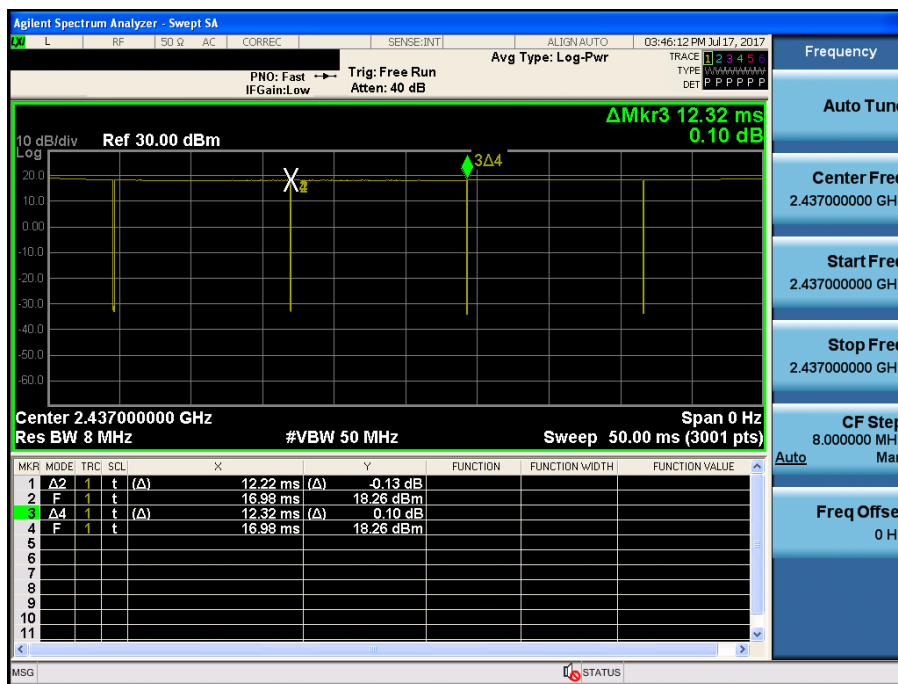 Agilent Spectrum Analyzer - Swept SA
LXI L RF 50 Ω AC CORREC SENSE:INT ALIGN AUTO 03:46:12 PM Jul 17, 2017
Avg Type: Log-Pwr
TRACE 1 2 3 4 5 6
PNO: Fast Trig: Free Run
TYPE WWWWWW
IFGain:Low Atten: 40 dB
DET P P P P P P
ΔMkr3 12.32 ms
0.10 dB
10 dB/div Ref 30.00 dBm
Log
3Δ4
20.0
10.0
0.00
-10.0
-20.0
-30.0
-40.0
-50.0
-60.0
Center 2.437000000 GHz Span 0 Hz
Res BW 8 MHz #VBW 50 MHz Sweep 50.00 ms (3001 pts)
MKR MODE TRC SCL X Y FUNCTION FUNCTION WIDTH FUNCTION VALUE
1 Δ2 1 t (Δ) 12.22 ms (Δ) -0.13 dB
2 F 1 t 16.98 ms 18.26 dBm
3 Δ4 1 t (Δ) 12.32 ms (Δ) 0.10 dB
4 F 1 t 16.98 ms 18.26 dBm
5
6
7
8
9
10
11
MSG STATUS
Frequency
Auto Tune
Center Freq
2.437000000 GH
Start Freq
2.437000000 GH
Stop Freq
2.437000000 GH
CF Step
8.000000 MH
Auto Mar
Freq Offse
0 H